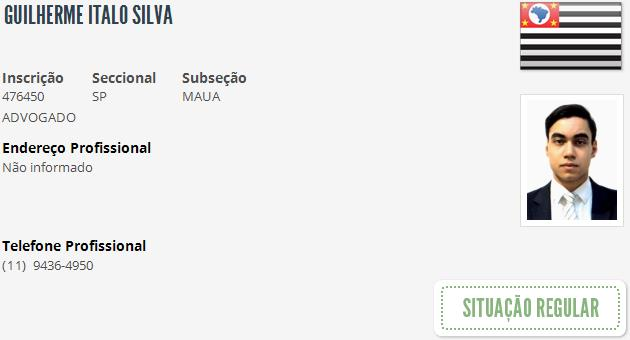 GUILHERME ITALO SILVA
Inscrição Seccional Subseção
476450 SP MAUA
ADVOGADO
Endereço Profissional
Não informado
Telefone Profissional
(11) 9436-4950
SITUAÇÃO REGULAR